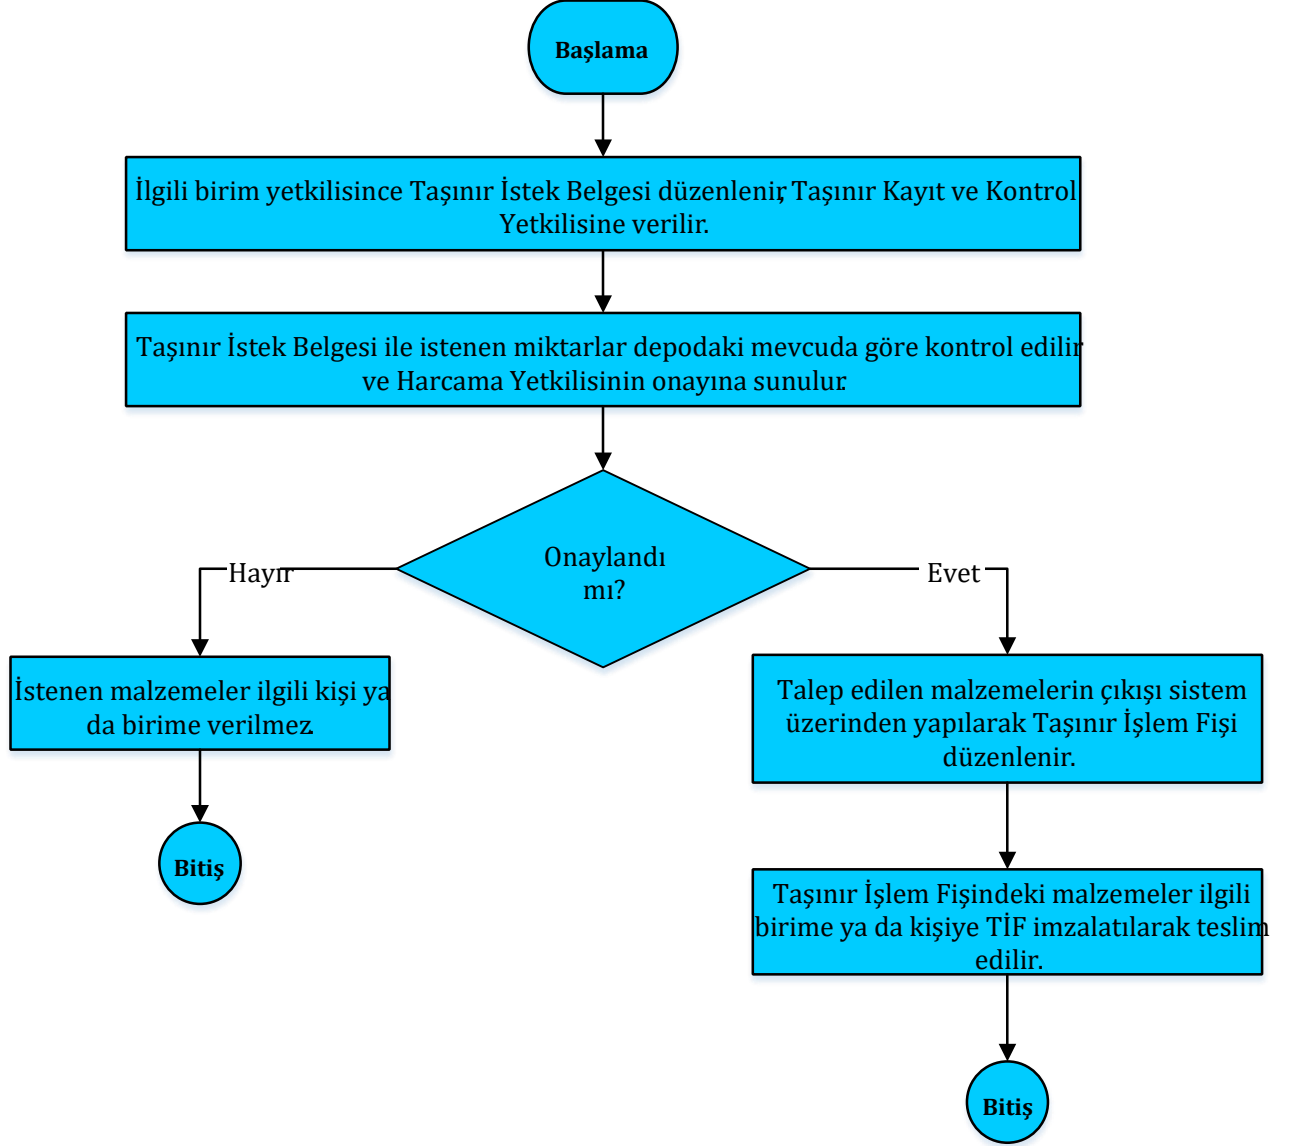 Başlama
İlgili birim yetkilisince Taşınır İstek Belgesi düzenlenir, Taşınır Kayıt ve Kontrol
Yetkilisine verilir.
Taşınır İstek Belgesi ile istenen miktarlar depodaki mevcuda göre kontrol edilir
ve Harcama Yetkilisinin onayına sunulur.
Onaylandı
mı?
Hayır
Evet
İstenen malzemeler ilgili kişi ya
da birime verilmez.
Bitiş
Talep edilen malzemelerin çıkışı sistem
üzerinden yapılarak Taşınır İşlem Fişi
düzenlenir.
Taşınır İşlem Fişindeki malzemeler ilgili
birime ya da kişiye TİF imzalatılarak teslim
edilir.
Bitiş